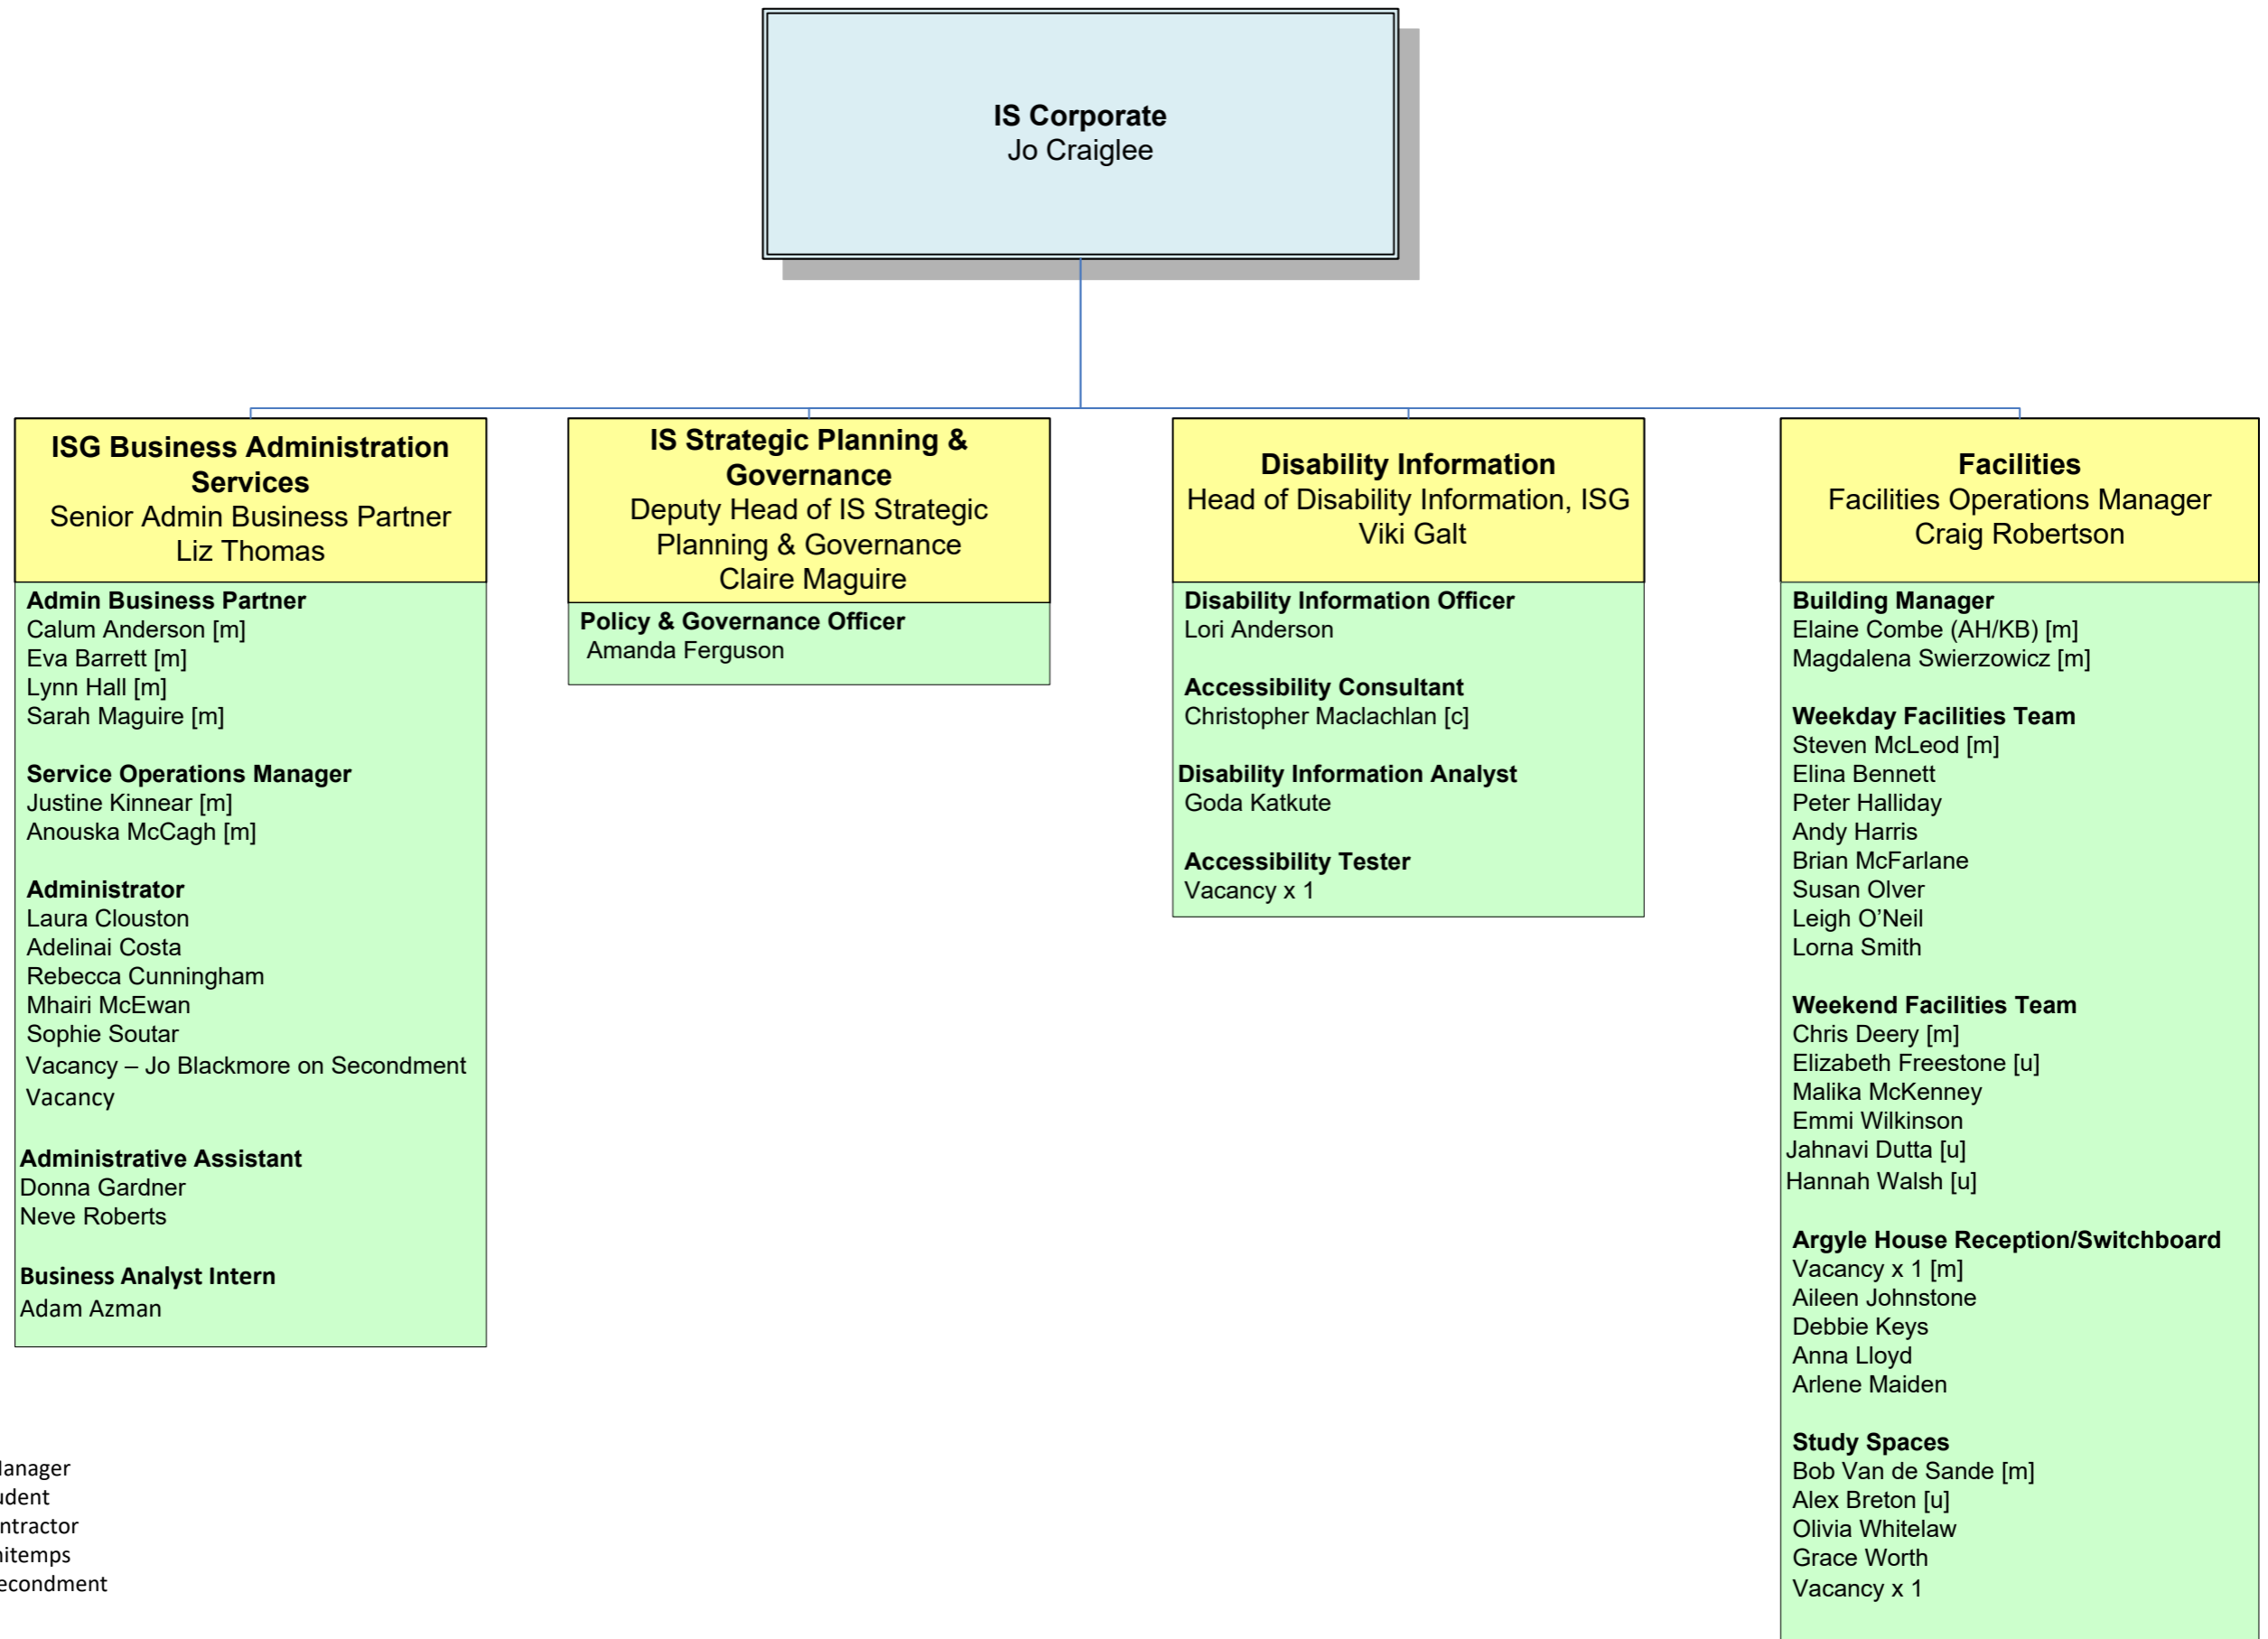 IS Corporate
Jo Craiglee
ISG Business Administration
Services
Senior Admin Business Partner
Liz Thomas
Admin Business Partner
Calum Anderson [m]
Eva Barrett [m]
Lynn Hall [m]
Sarah Maguire [m]
Service Operations Manager
Justine Kinnear [m]
Anouska McCagh [m]
Administrator
Laura Clouston
Adelinai Costa
Rebecca Cunningham
Mhairi McEwan
Sophie Soutar
Vacancy – Jo Blackmore on Secondment
Vacancy
Administrative Assistant
Donna Gardner
Neve Roberts
Business Analyst Intern
Adam Azman
IS Strategic Planning &
Governance
Deputy Head of IS Strategic
Planning & Governance
Claire Maguire
Policy & Governance Officer
Amanda Ferguson
Disability Information
Head of Disability Information, ISG
Viki Galt
Disability Information Officer
Lori Anderson
Accessibility Consultant
Christopher Maclachlan [c]
Disability Information Analyst
Goda Katkute
Accessibility Tester
Vacancy x 1
Facilities
Facilities Operations Manager
Craig Robertson
Building Manager
Elaine Combe (AH/KB) [m]
Magdalena Swierzowicz [m]
Weekday Facilities Team
Steven McLeod [m]
Elina Bennett
Peter Halliday
Andy Harris
Brian McFarlane
Susan Olver
Leigh O’Neil
Lorna Smith
Weekend Facilities Team
Chris Deery [m]
Elizabeth Freestone [u]
Malika McKenney
Emmi Wilkinson
Jahnavi Dutta [u]
Hannah Walsh [u]
Argyle House Reception/Switchboard
Vacancy x 1 [m]
Aileen Johnstone
Debbie Keys
Anna Lloyd
Arlene Maiden
Study Spaces
Bob Van de Sande [m]
Alex Breton [u]
Olivia Whitelaw
Grace Worth
Vacancy x 1